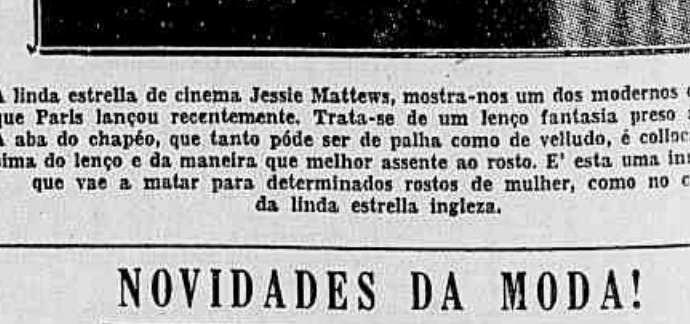 A linda estrella de cinema Jessie Mattews, mostra-nos um dos modernos
que Paris lançou recentemente. Trata-se de um lenço fantasia preso
A aba do chapéo, que tanto póde ser de palha como de velludo, é colloc
ima do lenço e da maneira que melhor assente ao rosto. E' esta uma
que vae a matar para determinados rostos de mulher, como no c
da linda estrella ingleza.
NOVIDADES DA MODA!